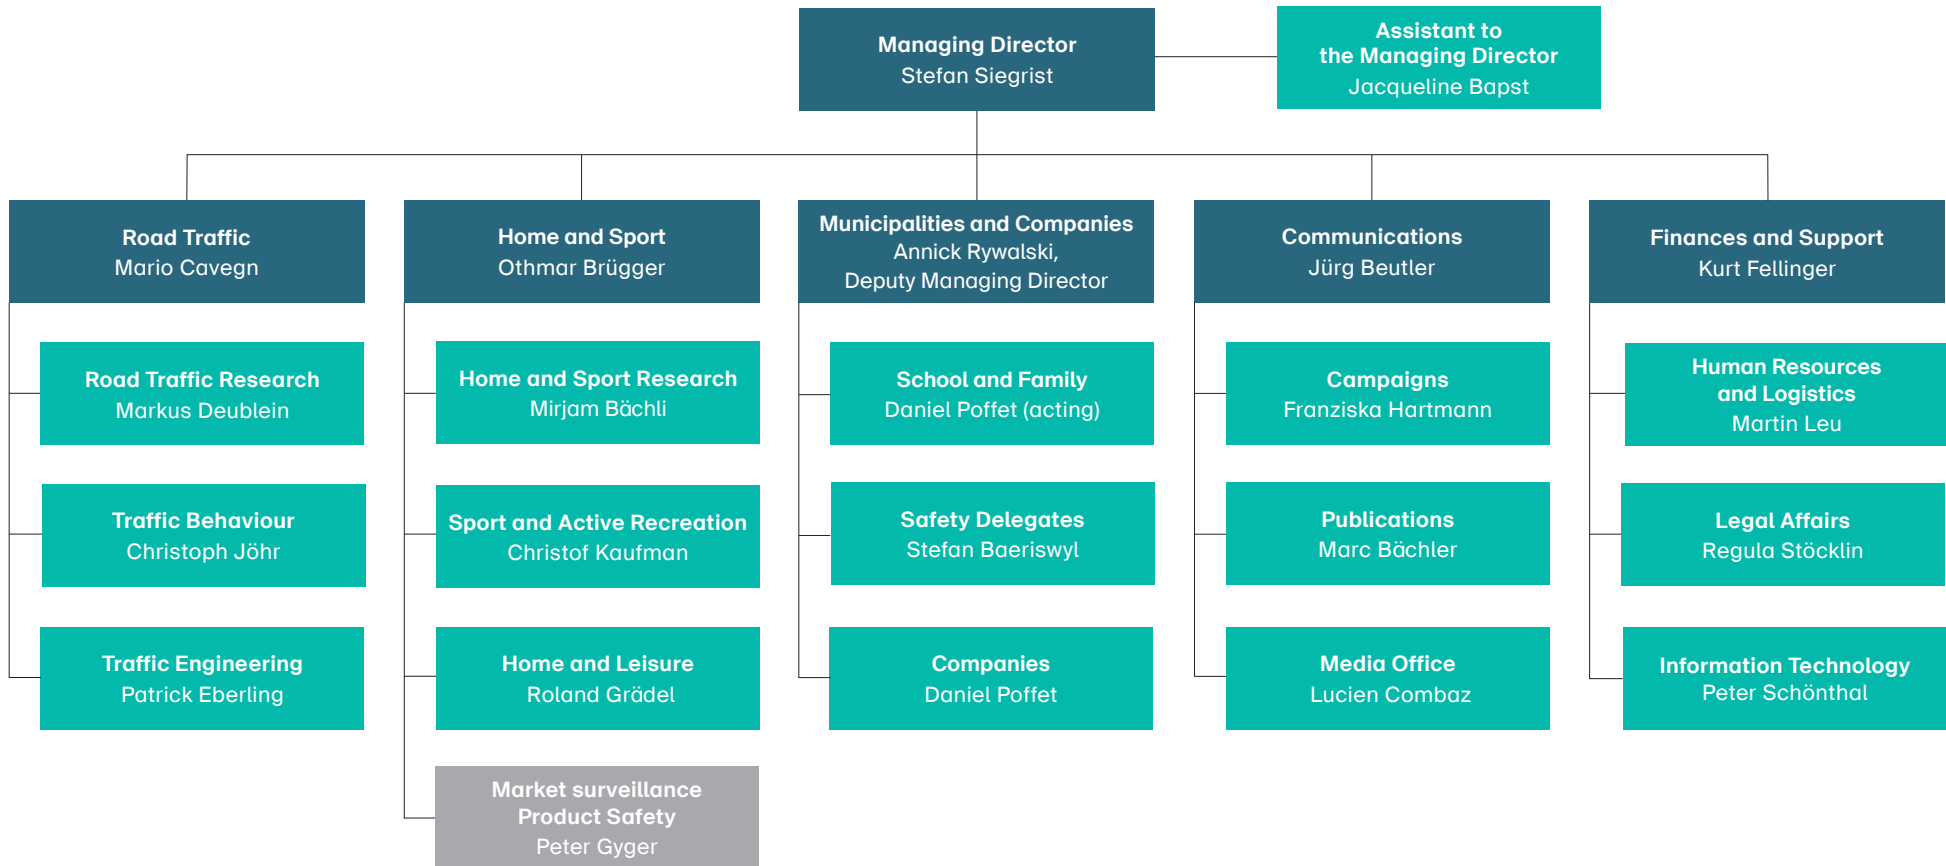 Managing Director
Stefan Siegrist
Assistant to
the Managing Director
Jacqueline Bapst
Road Traffic
Mario Cavegn
Home and Sport
Othmar Brügger
Municipalities and Companies
Annick Rywalski,
Deputy Managing Director
Communications
Jürg Beutler
Finances and Support
Kurt Fellinger
Road Traffic Research
Markus Deublein
Home and Sport Research
Mirjam Bächli
School and Family
Daniel Poffet (acting)
Campaigns
Franziska Hartmann
Human Resources
and Logistics
Martin Leu
Traffic Behaviour
Christoph Jöhr
Sport and Active Recreation
Christof Kaufman
Safety Delegates
Stefan Baeriswyl
Publications
Marc Bächler
Legal Affairs
Regula Stöcklin
Traffic Engineering
Patrick Eberling
Home and Leisure
Roland Grädel
Companies
Daniel Poffet
Media Office
Lucien Combaz
Information Technology
Peter Schönthal
Market surveillance
Product Safety
Peter Gyger